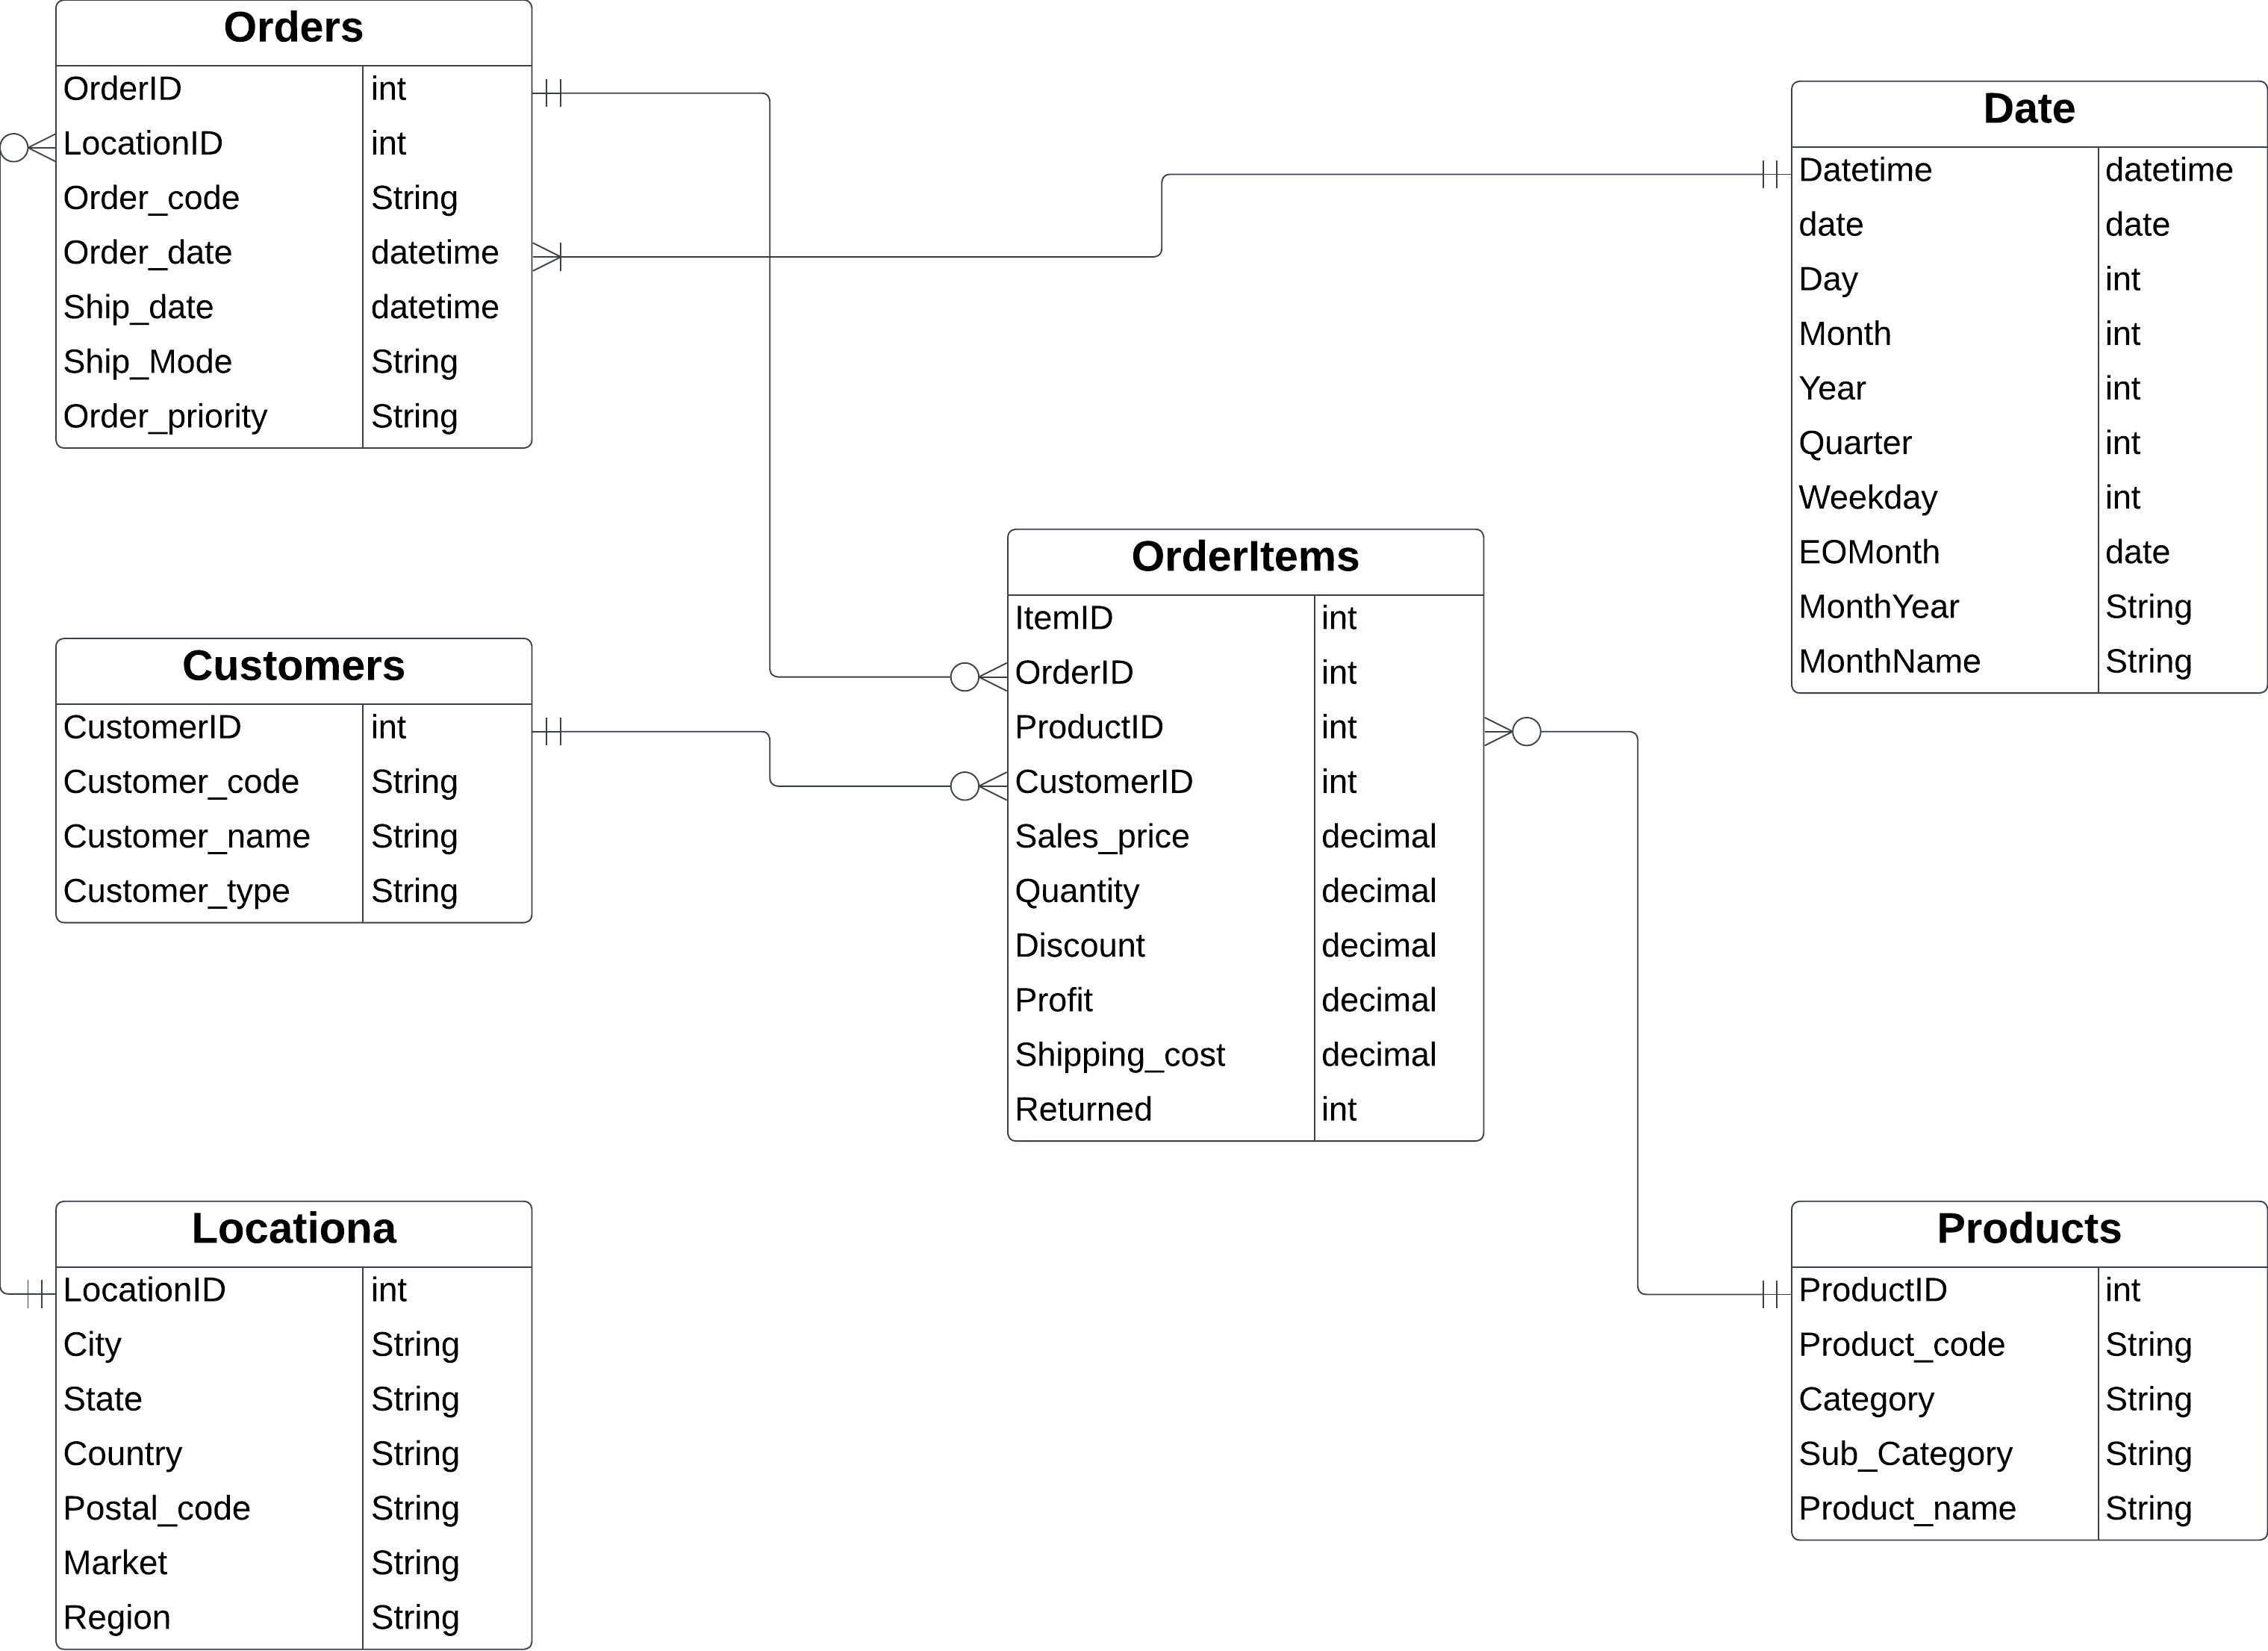 Orders
OrderID int
LocationID int
Order_code String
Order_date datetime
Ship_date datetime
Ship_Mode String
Order_priority String
Date
Datetime datetime
date date
Day int
Month int
Year int
Quarter int
Weekday int
EOMonth date
MonthYear String
MonthName String
OrderItems
ItemID int
OrderID int
ProductID int
CustomerID int
Sales_price decimal
Quantity decimal
Discount decimal
Profit decimal
Shipping_cost decimal
Returned int
Customers
CustomerID int
Customer_code String
Customer_name String
Customer_type String
Locationa
LocationID int
City String
State String
Country String
Postal_code String
Market String
Region String
Products
ProductID int
Product_code String
Category String
Sub_Category String
Product_name String